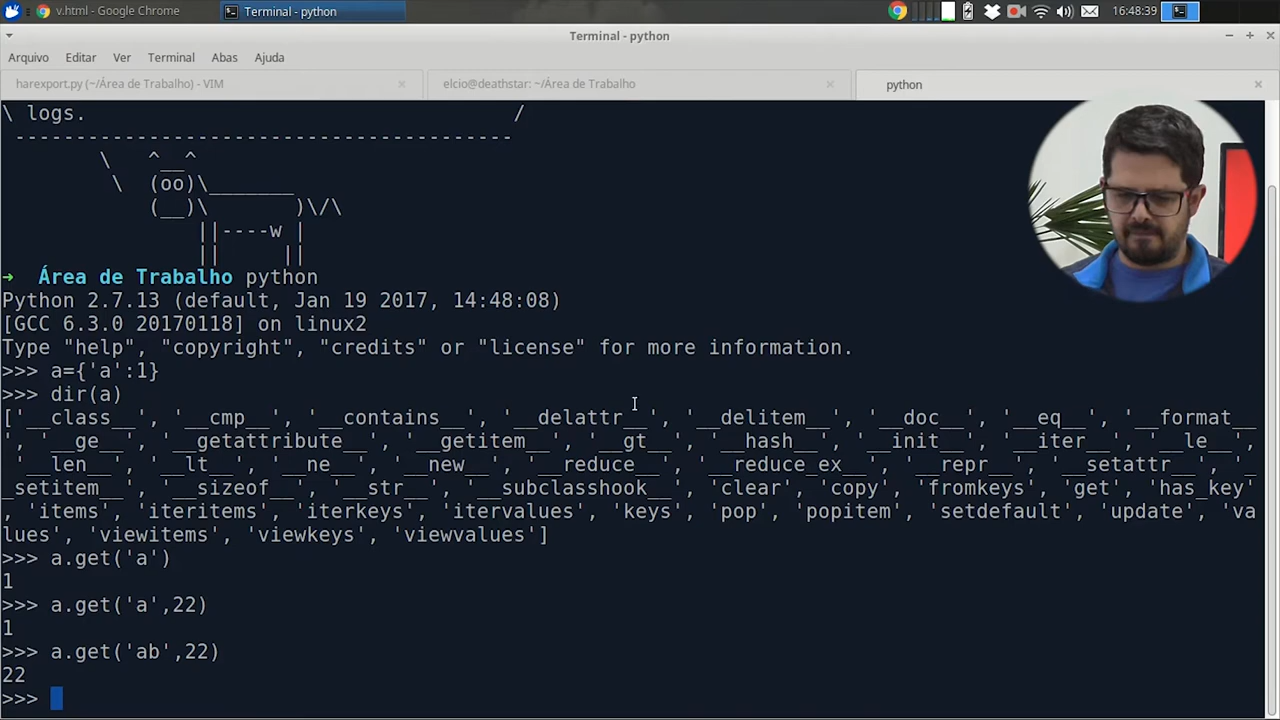 v.html - Google Chrome
Terminal - python
16:48:39
Terminal - python
Arquivo Editar Ver Terminal Abas Ajuda
harexport.py (~/Área de Trabalho) - VIM
elcio@deathstar: ~/Área de Trabalho
python
\ logs. /
-----------------------------------------
\ ^__^
\ (oo)\_______
(__)\ )\/\
||----w |
|| ||
→ Área de Trabalho python
Python 2.7.13 (default, Jan 19 2017, 14:48:08)
[GCC 6.3.0 20170118] on linux2
Type "help", "copyright", "credits" or "license" for more information.
>>> a={'a':1}
>>> dir(a)
['__class__', '__cmp__', '__contains__', '__delattr__', '__delitem__', '__doc__', '__eq__', '__format__'
, '__ge__', '__getattribute__', '__getitem__', '__gt__', '__hash__', '__init__', '__iter__', '__le__',
'__len__', '__lt__', '__ne__', '__new__', '__reduce__', '__reduce_ex__', '__repr__', '__setattr__', '_
_setitem__', '__sizeof__', '__str__', '__subclasshook__', 'clear', 'copy', 'fromkeys', 'get', 'has_key'
, 'items', 'iteritems', 'iterkeys', 'itervalues', 'keys', 'pop', 'popitem', 'setdefault', 'update', 'va
lues', 'viewitems', 'viewkeys', 'viewvalues']
>>> a.get('a')
1
>>> a.get('a',22)
1
>>> a.get('ab',22)
22
>>>